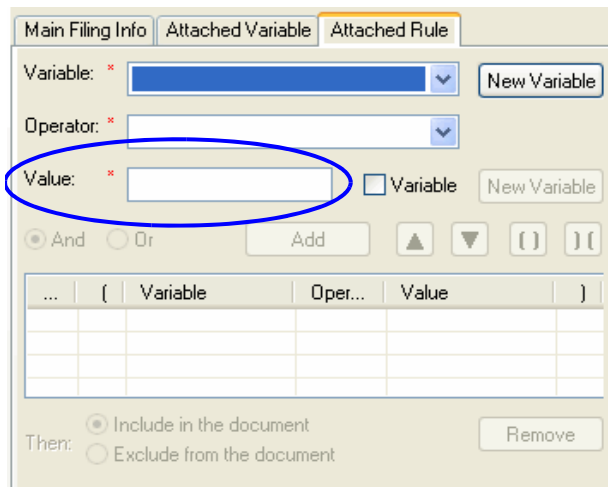 Main Filing Info Attached Variable Attached Rule
Variable: * New Variable
Operator: *
Value: * Variable New Variable
And Or Add ( ) ) (
... ( Variable Oper... Value )
Include in the document
Then: Remove
Exclude from the document